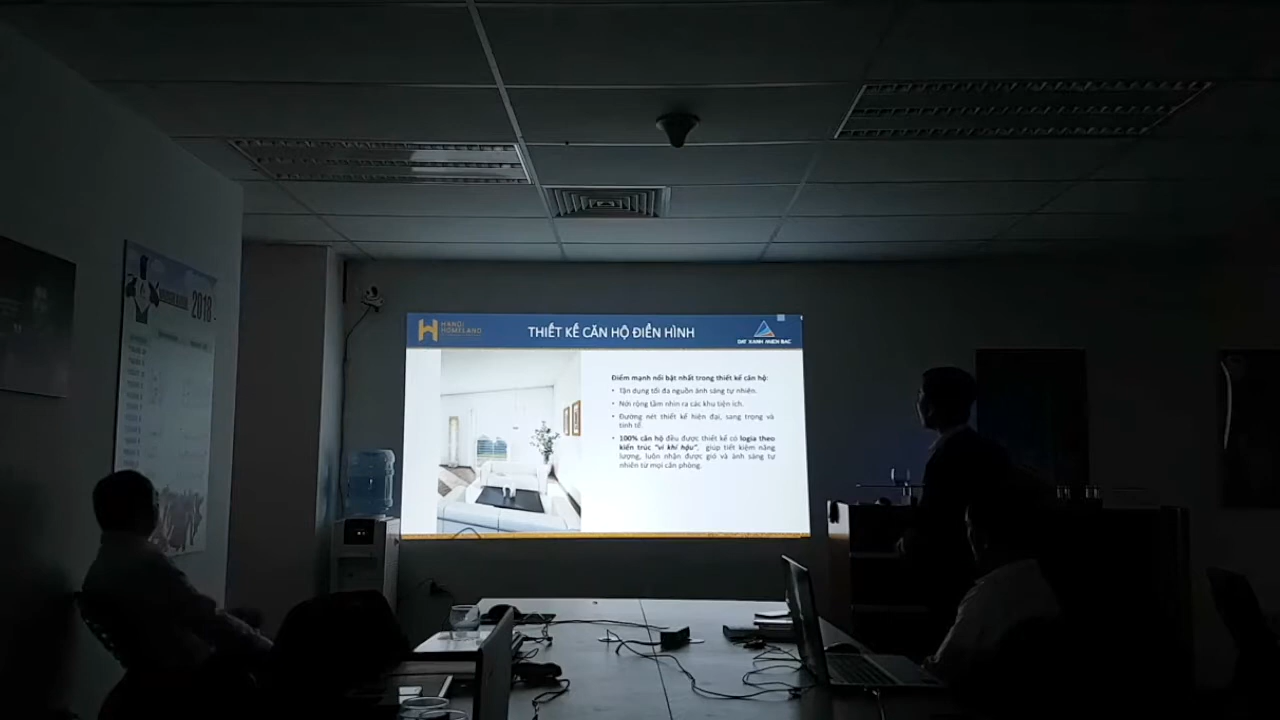 2018
HANOI
HOMELAND
THIẾT KẾ CĂN HỘ ĐIỂN HÌNH
DAT XANH MIEN BAC
Điểm mạnh nổi bật nhất trong thiết kế căn hộ:
• Tận dụng tối đa nguồn ánh sáng tự nhiên.
• Nới rộng tầm nhìn ra các khu tiện ích.
• Đường nét thiết kế hiện đại, sang trọng và
tinh tế.
• 100% căn hộ đều được thiết kế có logia theo
kiến trúc "vi khí hậu", giúp tiết kiệm năng
lượng, luôn nhận được gió và ánh sáng tự
nhiên từ mọi căn phòng.